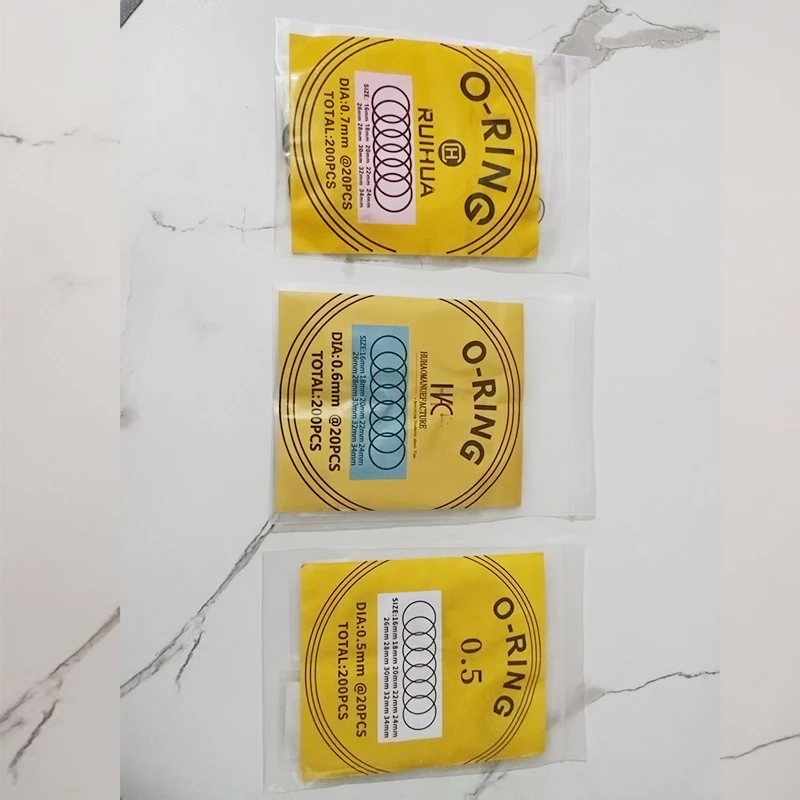 O-RING
H
RUIHUA
SIZE: 16mm 18mm 20mm 22mm 24mm
26mm 28mm 30mm 32mm 34mm
DIA:0.7mm @20PCS
TOTAL:200PCS
O-RING
HUHAOMANUEFACTURE
SIZE:16mm 18mm 20mm 22mm 24mm
26mm 28mm 30mm 32mm 34mm
DIA:0.6mm @20PCS
TOTAL:200PCS
O-RING
0.5
SIZE:16mm 18mm 20mm 22mm 24mm
26mm 28mm 30mm 32mm 34mm
DIA:0.5mm @20PCS
TOTAL:200PCS